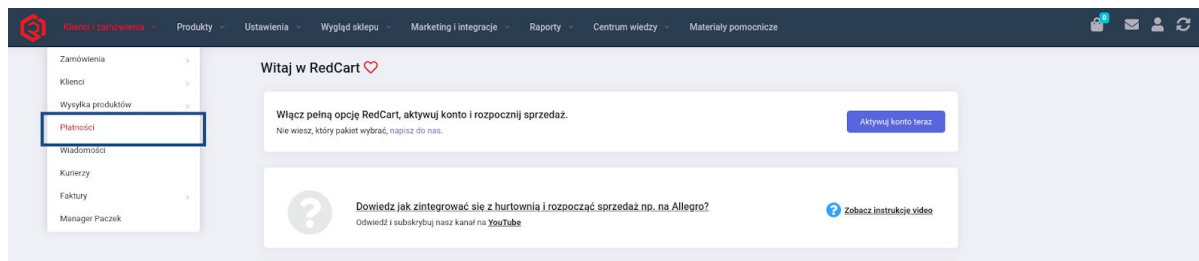 Klienci i zamówienia Produkty Ustawienia Wygląd sklepu Marketing i integracje Raporty Centrum wiedzy Materiały pomocnicze 0
Zamówienia
Klienci
Wysyłka produktów
Płatności
Wiadomości
Kurierzy
Faktury
Manager Paczek
Witaj w RedCart
Włącz pełną opcję RedCart, aktywuj konto i rozpocznij sprzedaż.
Nie wiesz, który pakiet wybrać, napisz do nas.
Aktywuj konto teraz
Dowiedz jak zintegrować się z hurtownią i rozpocząć sprzedaż np. na Allegro?
Odwiedź i subskrybuj nasz kanał na YouTube
Zobacz instrukcję video